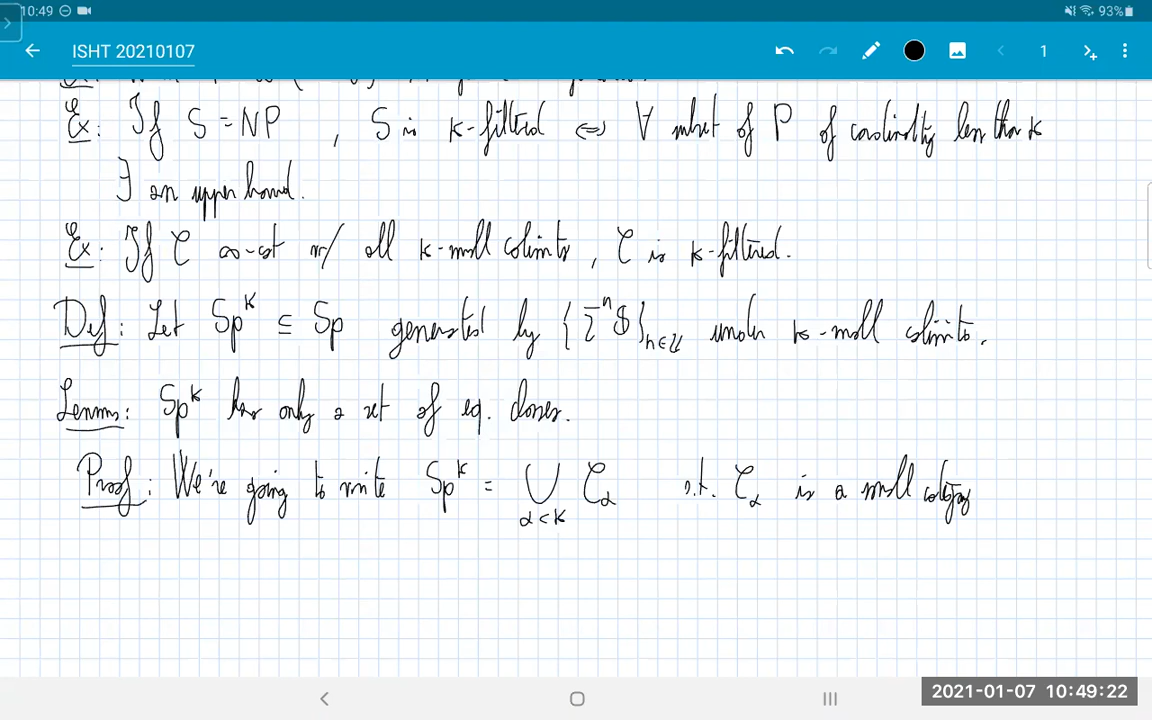 10:49
93%
ISHT 20210107
1
Ex: If S = NP , S is κ-filtered ⇔ ∀ subset of P of cardinality less than κ
∃ an upper bound.
Ex: If C ∞-cat w/ all κ-small colimits, C is κ-filtered.
Def: Let Sp^κ ⊆ Sp generated by {Σ^n 𝕊}_{n∈ℤ} under κ-small colimits.
Lemma: Sp^κ has only a set of eq. classes.
Proof: We're going to write Sp^κ = ⋃_{α<κ} C_α s.t. C_α is a small category
2021-01-07 10:49:22